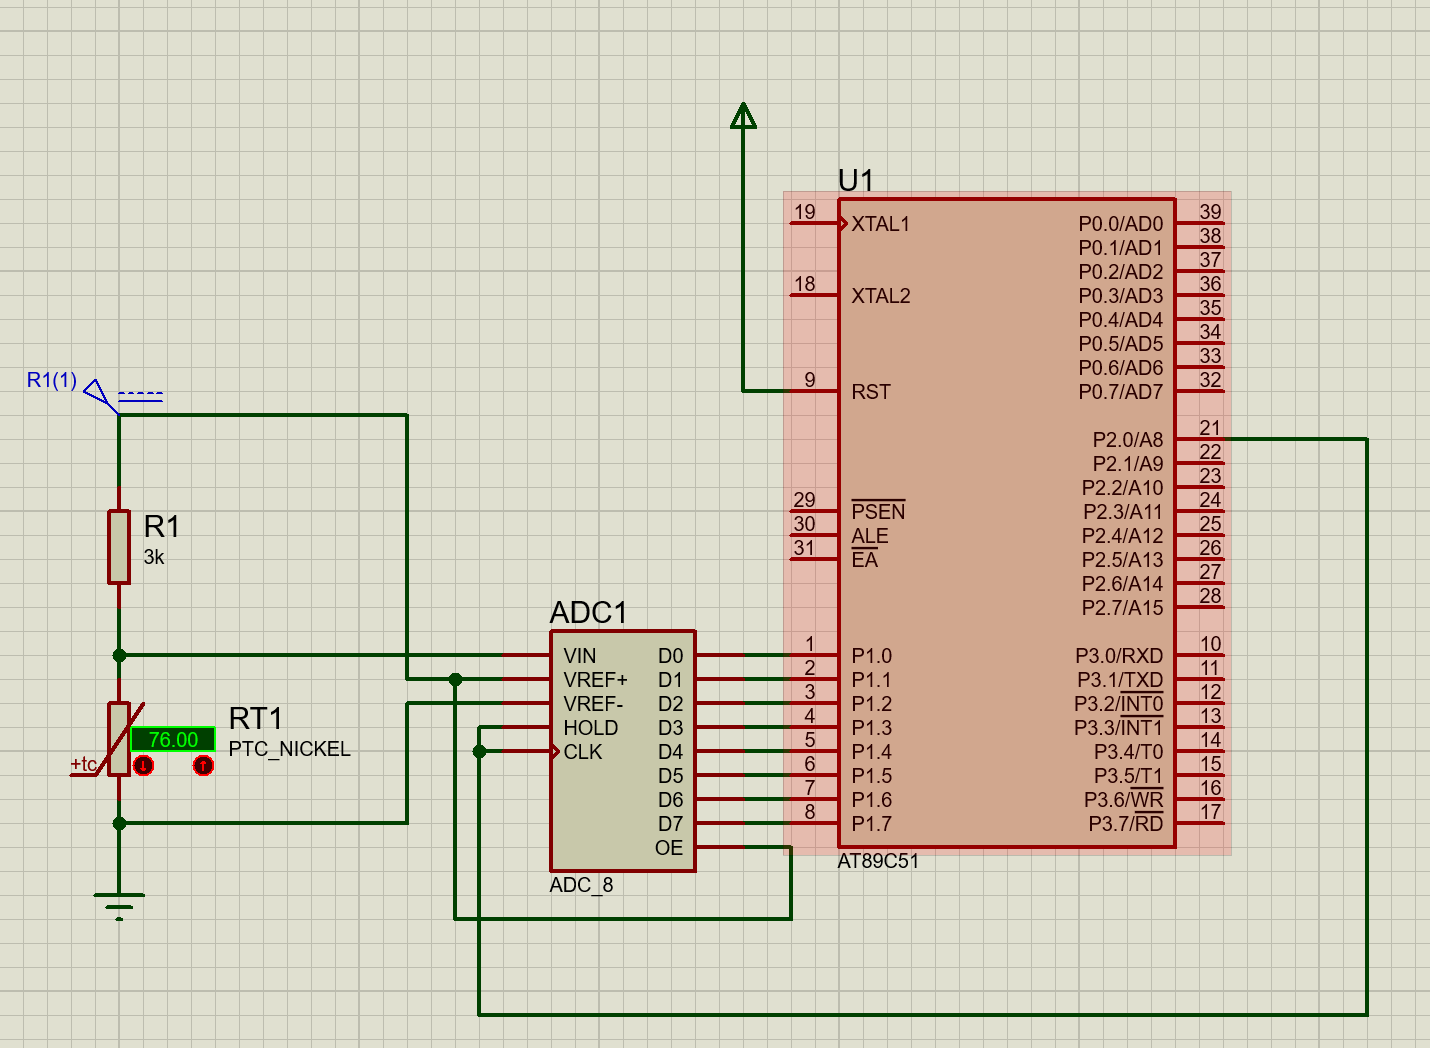 U1
19
XTAL1
18
XTAL2
9
RST
29
PSEN
30
ALE
31
EA
1
P1.0
2
P1.1
3
P1.2
4
P1.3
5
P1.4
6
P1.5
7
P1.6
8
P1.7
P0.0/AD0
39
P0.1/AD1
38
P0.2/AD2
37
P0.3/AD3
36
P0.4/AD4
35
P0.5/AD5
34
P0.6/AD6
33
P0.7/AD7
32
P2.0/A8
21
P2.1/A9
22
P2.2/A10
23
P2.3/A11
24
P2.4/A12
25
P2.5/A13
26
P2.6/A14
27
P2.7/A15
28
P3.0/RXD
10
P3.1/TXD
11
P3.2/INT0
12
P3.3/INT1
13
P3.4/T0
14
P3.5/T1
15
P3.6/WR
16
P3.7/RD
17
AT89C51
R1(1)
R1
3k
RT1
PTC_NICKEL
76.00
+tc
ADC1
VIN
VREF+
VREF-
HOLD
CLK
D0
D1
D2
D3
D4
D5
D6
D7
OE
ADC_8